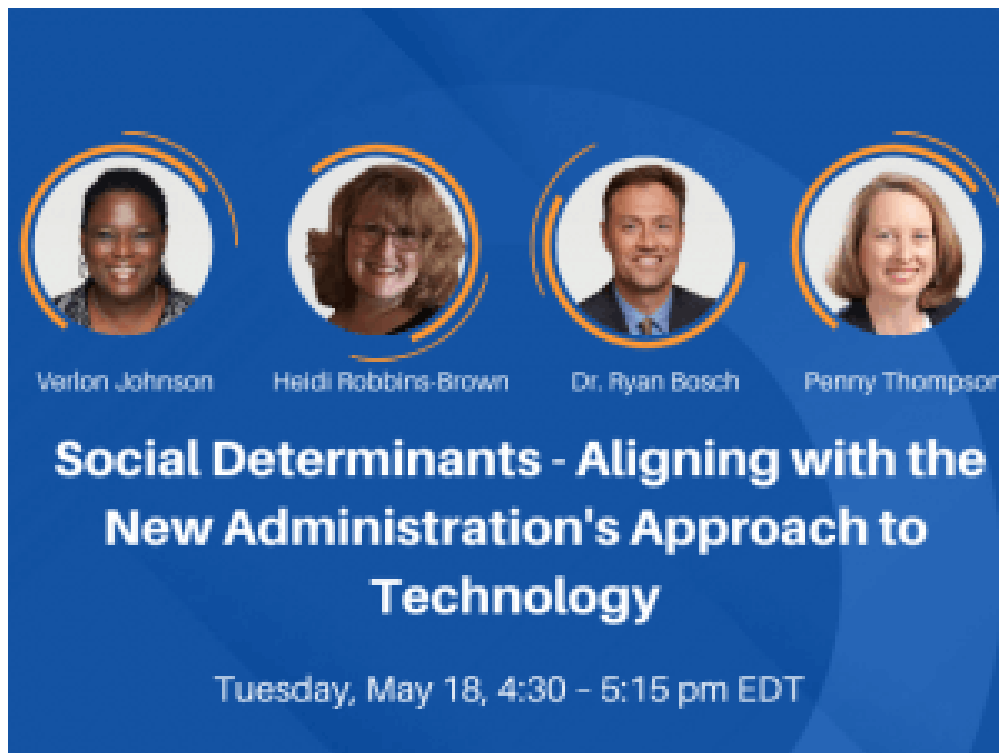 Verlon Johnson Heidi Robbins-Brown Dr. Ryan Bosch Penny Thompson
Social Determinants - Aligning with the
New Administration's Approach to
Technology
Tuesday, May 18, 4:30 – 5:15 pm EDT